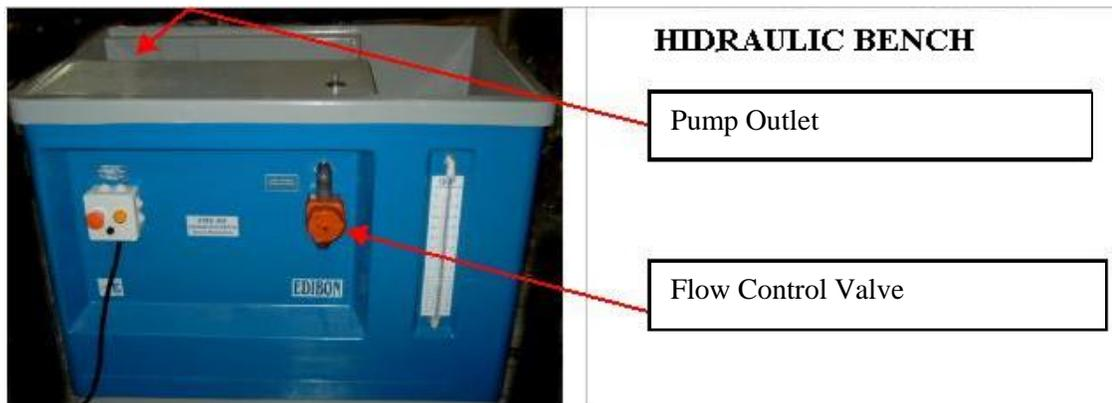 HIDRAULIC BENCH
Pump Outlet
Flow Control Valve
EDIBON